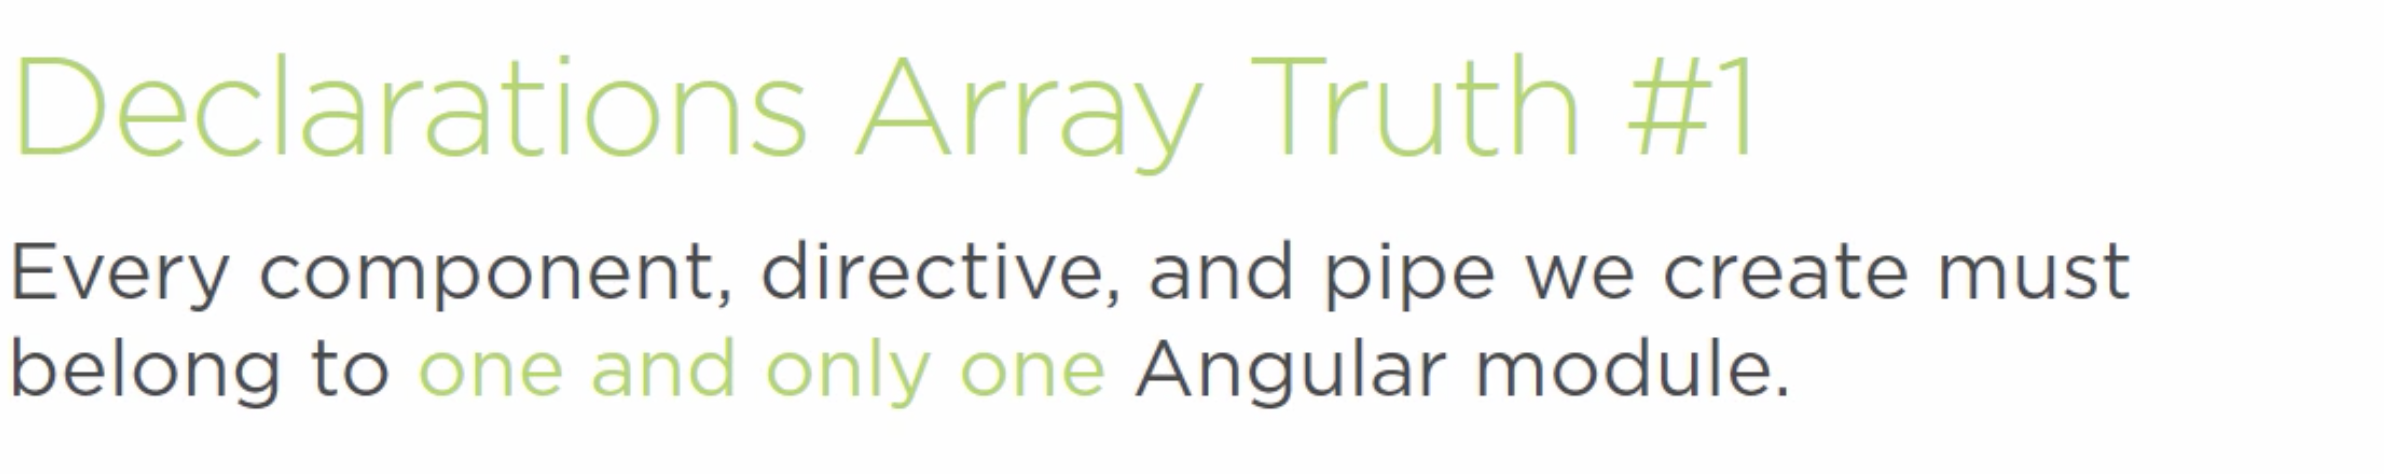 Declarations Array Truth #1
Every component, directive, and pipe we create must
belong to one and only one Angular module.